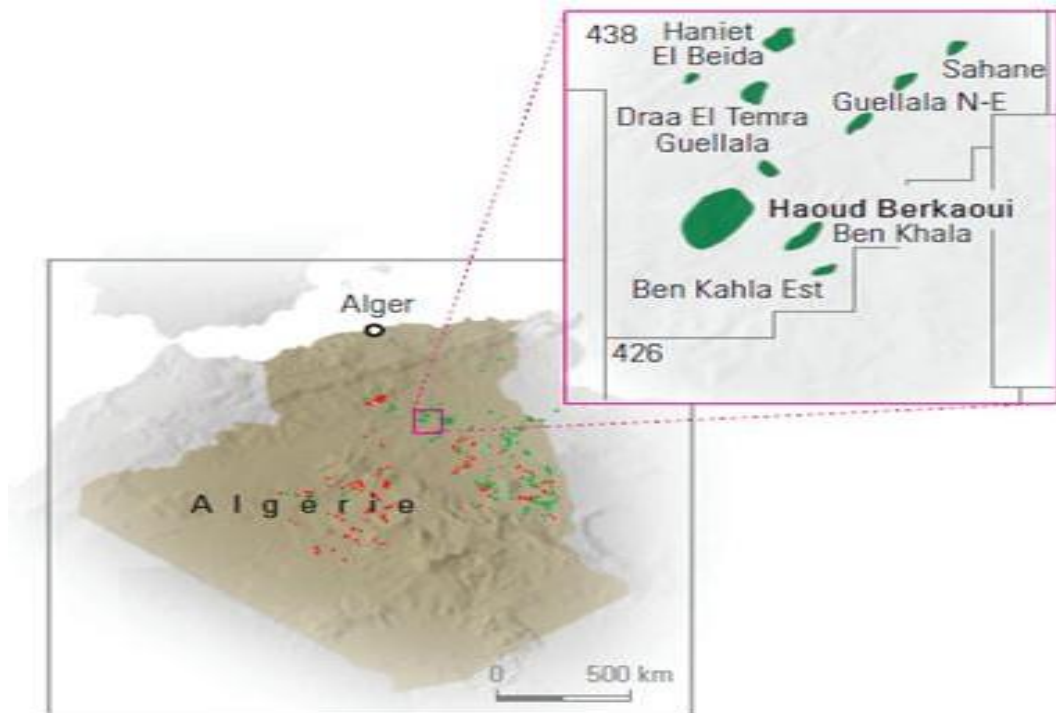 438
Haniet
El Beida
Sahane
Guellala N-E
Draa El Temra
Guellala
Haoud Berkaoui
Ben Khala
Ben Kahla Est
426
Alger
Algérie
0 500 km